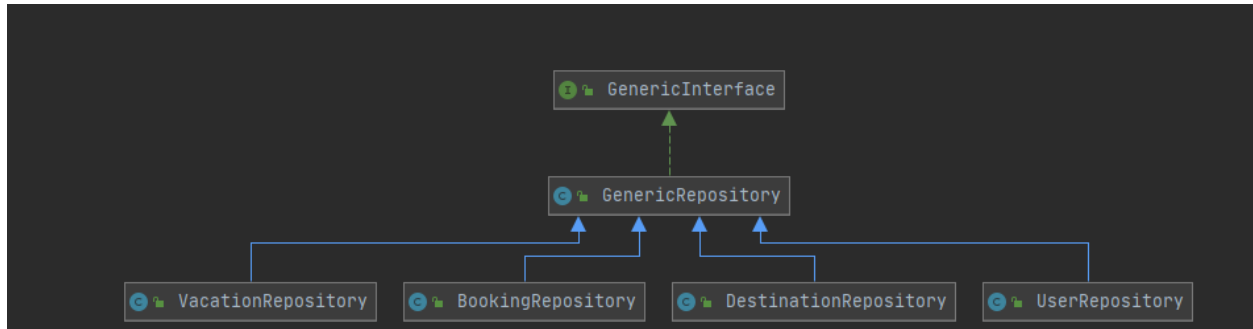 I GenericInterface
C GenericRepository
C VacationRepository C BookingRepository C DestinationRepository C UserRepository